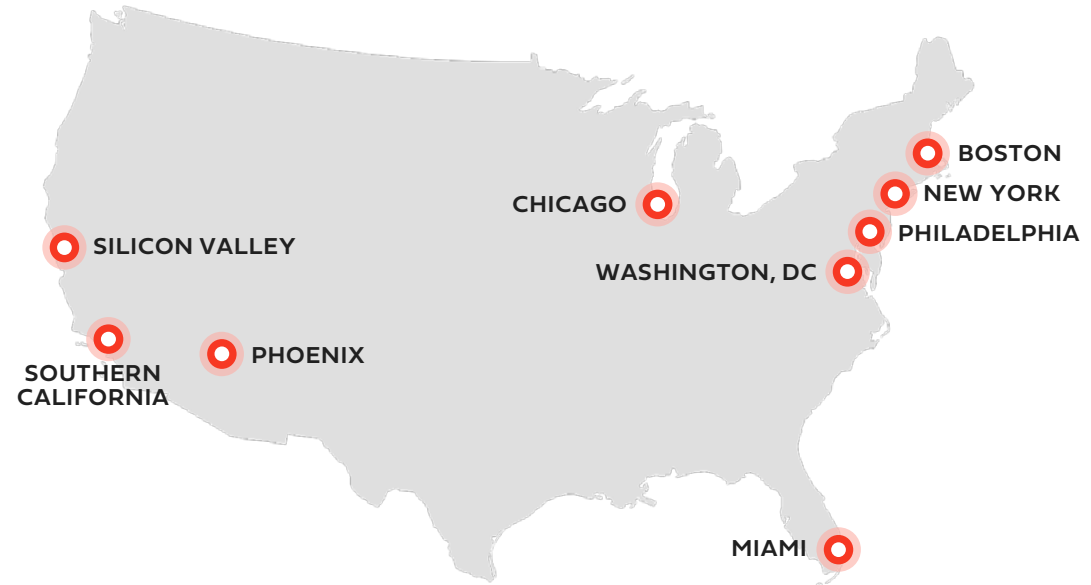 BOSTON
NEW YORK
CHICAGO
PHILADELPHIA
SILICON VALLEY
WASHINGTON, DC
PHOENIX
SOUTHERN
CALIFORNIA
MIAMI